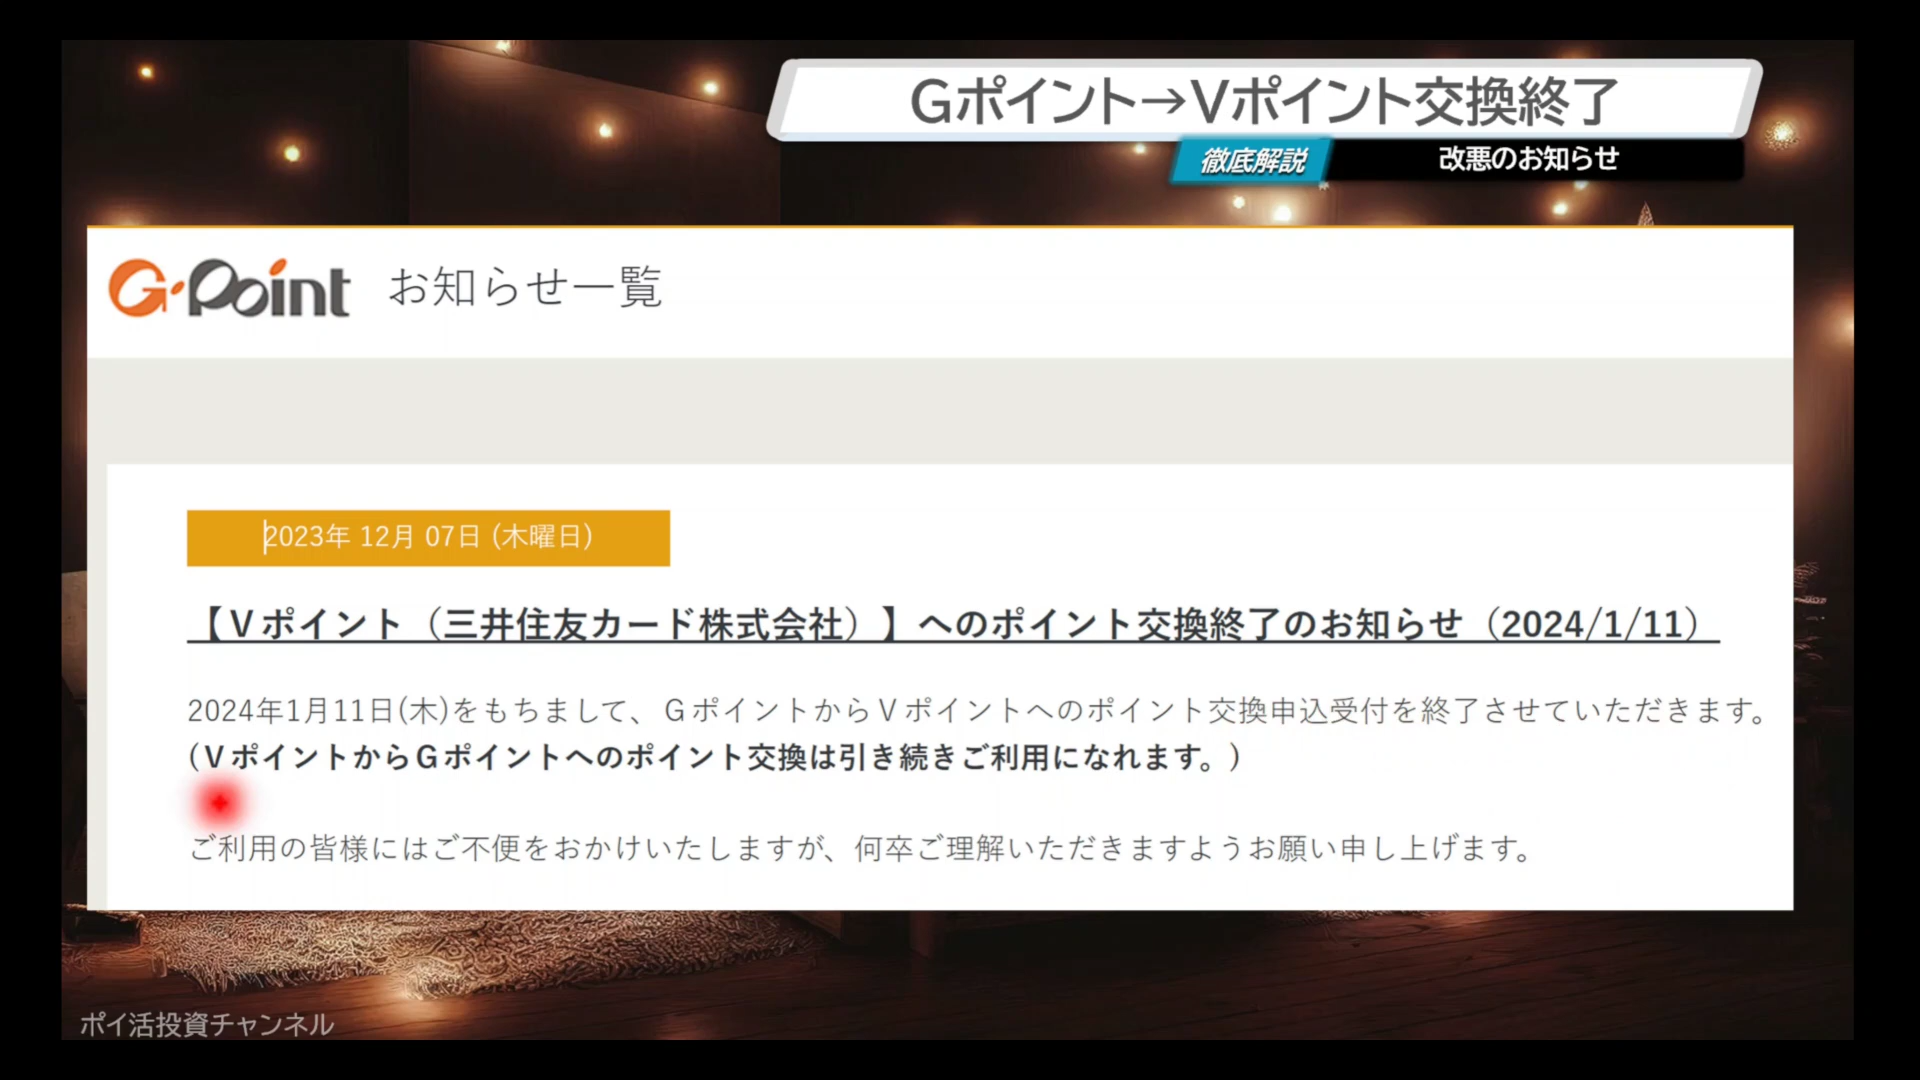 Gポイント→Vポイント交換終了
徹底解説 改悪のお知らせ
G・Point お知らせ一覧
2023年 12月 07日 (木曜日)
【Ｖポイント（三井住友カード株式会社）】へのポイント交換終了のお知らせ（2024/1/11）
2024年1月11日(木)をもちまして、ＧポイントからＶポイントへのポイント交換申込受付を終了させていただきます。
(ＶポイントからＧポイントへのポイント交換は引き続きご利用になれます。)
ご利用の皆様にはご不便をおかけいたしますが、何卒ご理解いただきますようお願い申し上げます。
ポイ活投資チャンネル